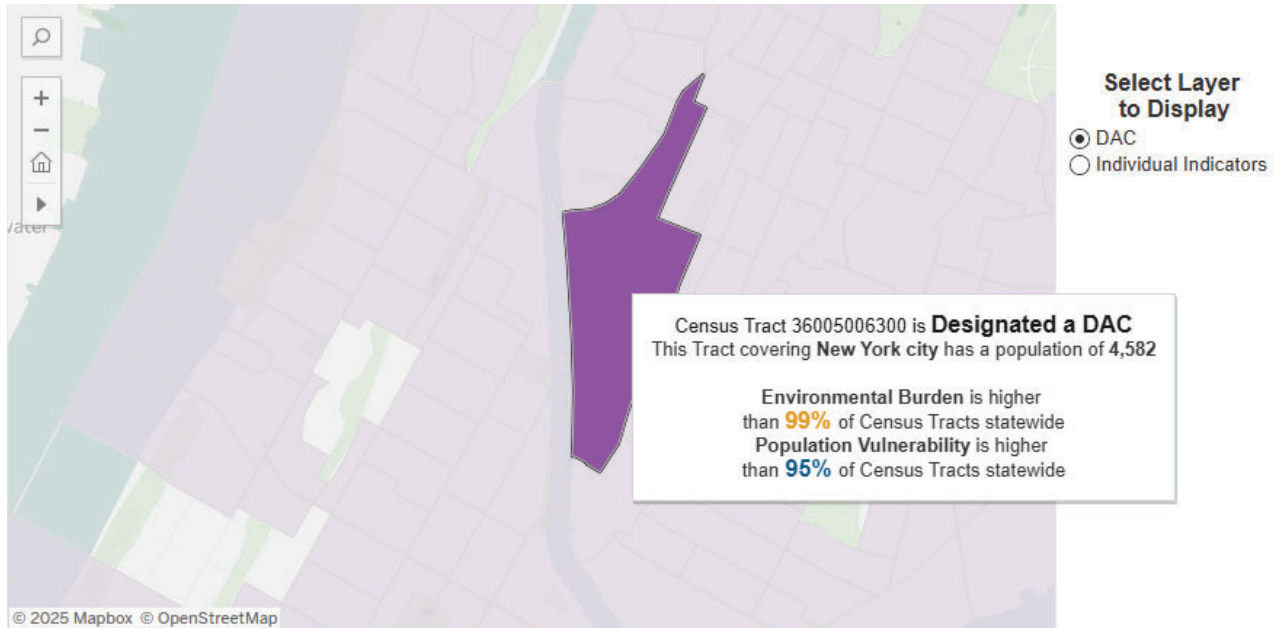 Select Layer
to Display
DAC
Individual Indicators
Census Tract 36005006300 is Designated a DAC
This Tract covering New York city has a population of 4,582
Environmental Burden is higher
than 99% of Census Tracts statewide
Population Vulnerability is higher
than 95% of Census Tracts statewide
© 2025 Mapbox © OpenStreetMap